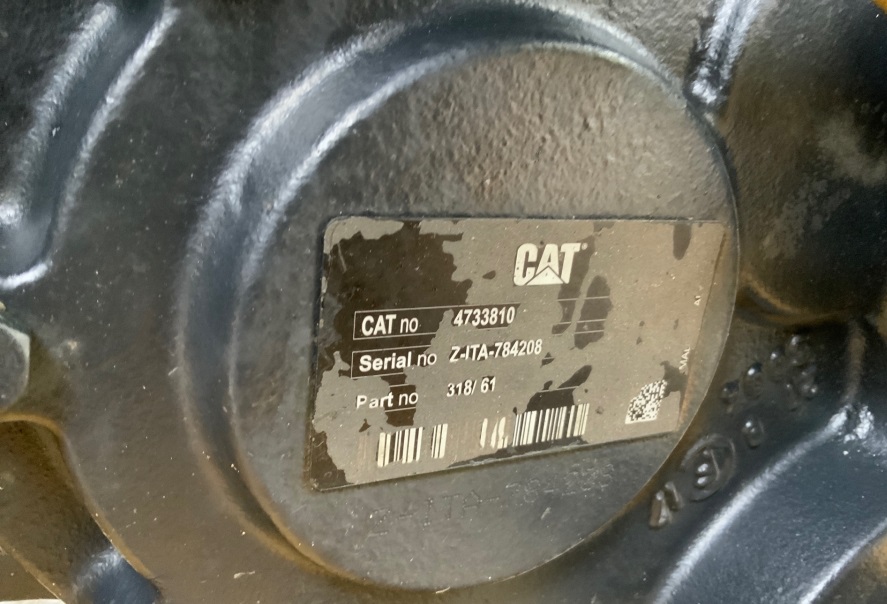 CAT
CAT no 4733810
Serial no Z-ITA-784208
Part no 318/ 61